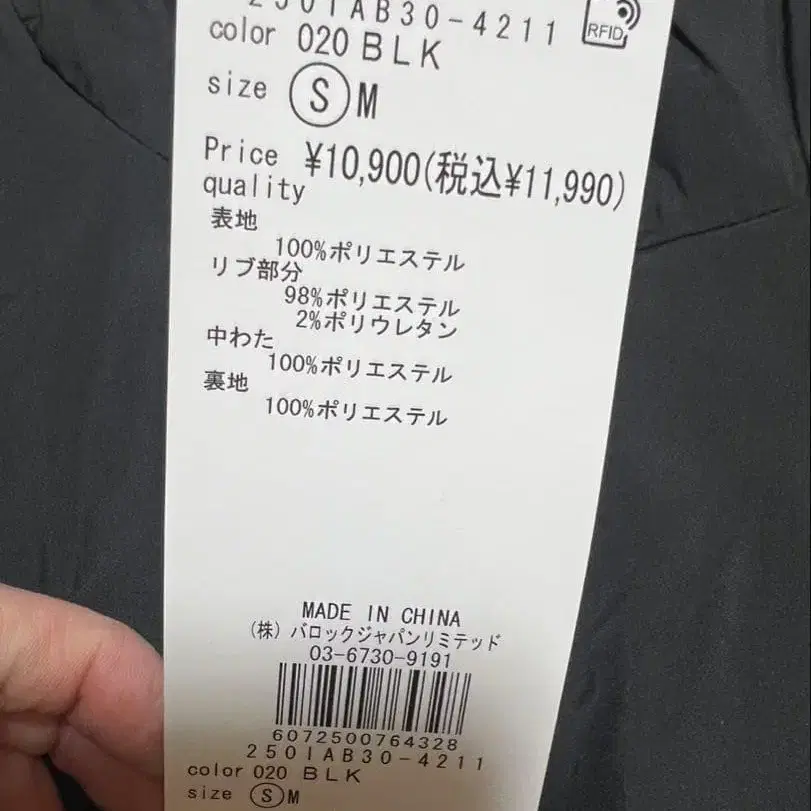 250IAB30-4211
RFID
color 020 BLK
size S M
Price ¥10,900(税込¥11,990)
quality
表地
100%ポリエステル
リブ部分
98%ポリエステル
2%ポリウレタン
中わた
100%ポリエステル
裏地
100%ポリエステル
MADE IN CHINA
(株) バロックジャパンリミテッド
03-6730-9191
6072500764328
250IAB30-4211
color 020 BLK
size S M